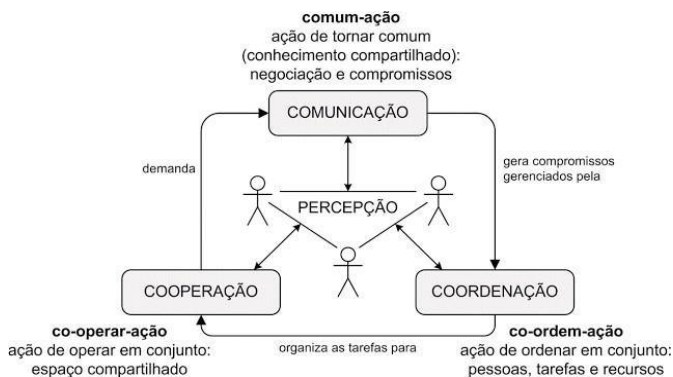 comum-ação
ação de tornar comum
(conhecimento compartilhado):
negociação e compromissos
COMUNICAÇÃO
demanda
gera compromissos
gerenciados pela
PERCEPÇÃO
COOPERAÇÃO
COORDENAÇÃO
co-operar-ação
ação de operar em conjunto:
espaço compartilhado
organiza as tarefas para
co-ordem-ação
ação de ordenar em conjunto:
pessoas, tarefas e recursos